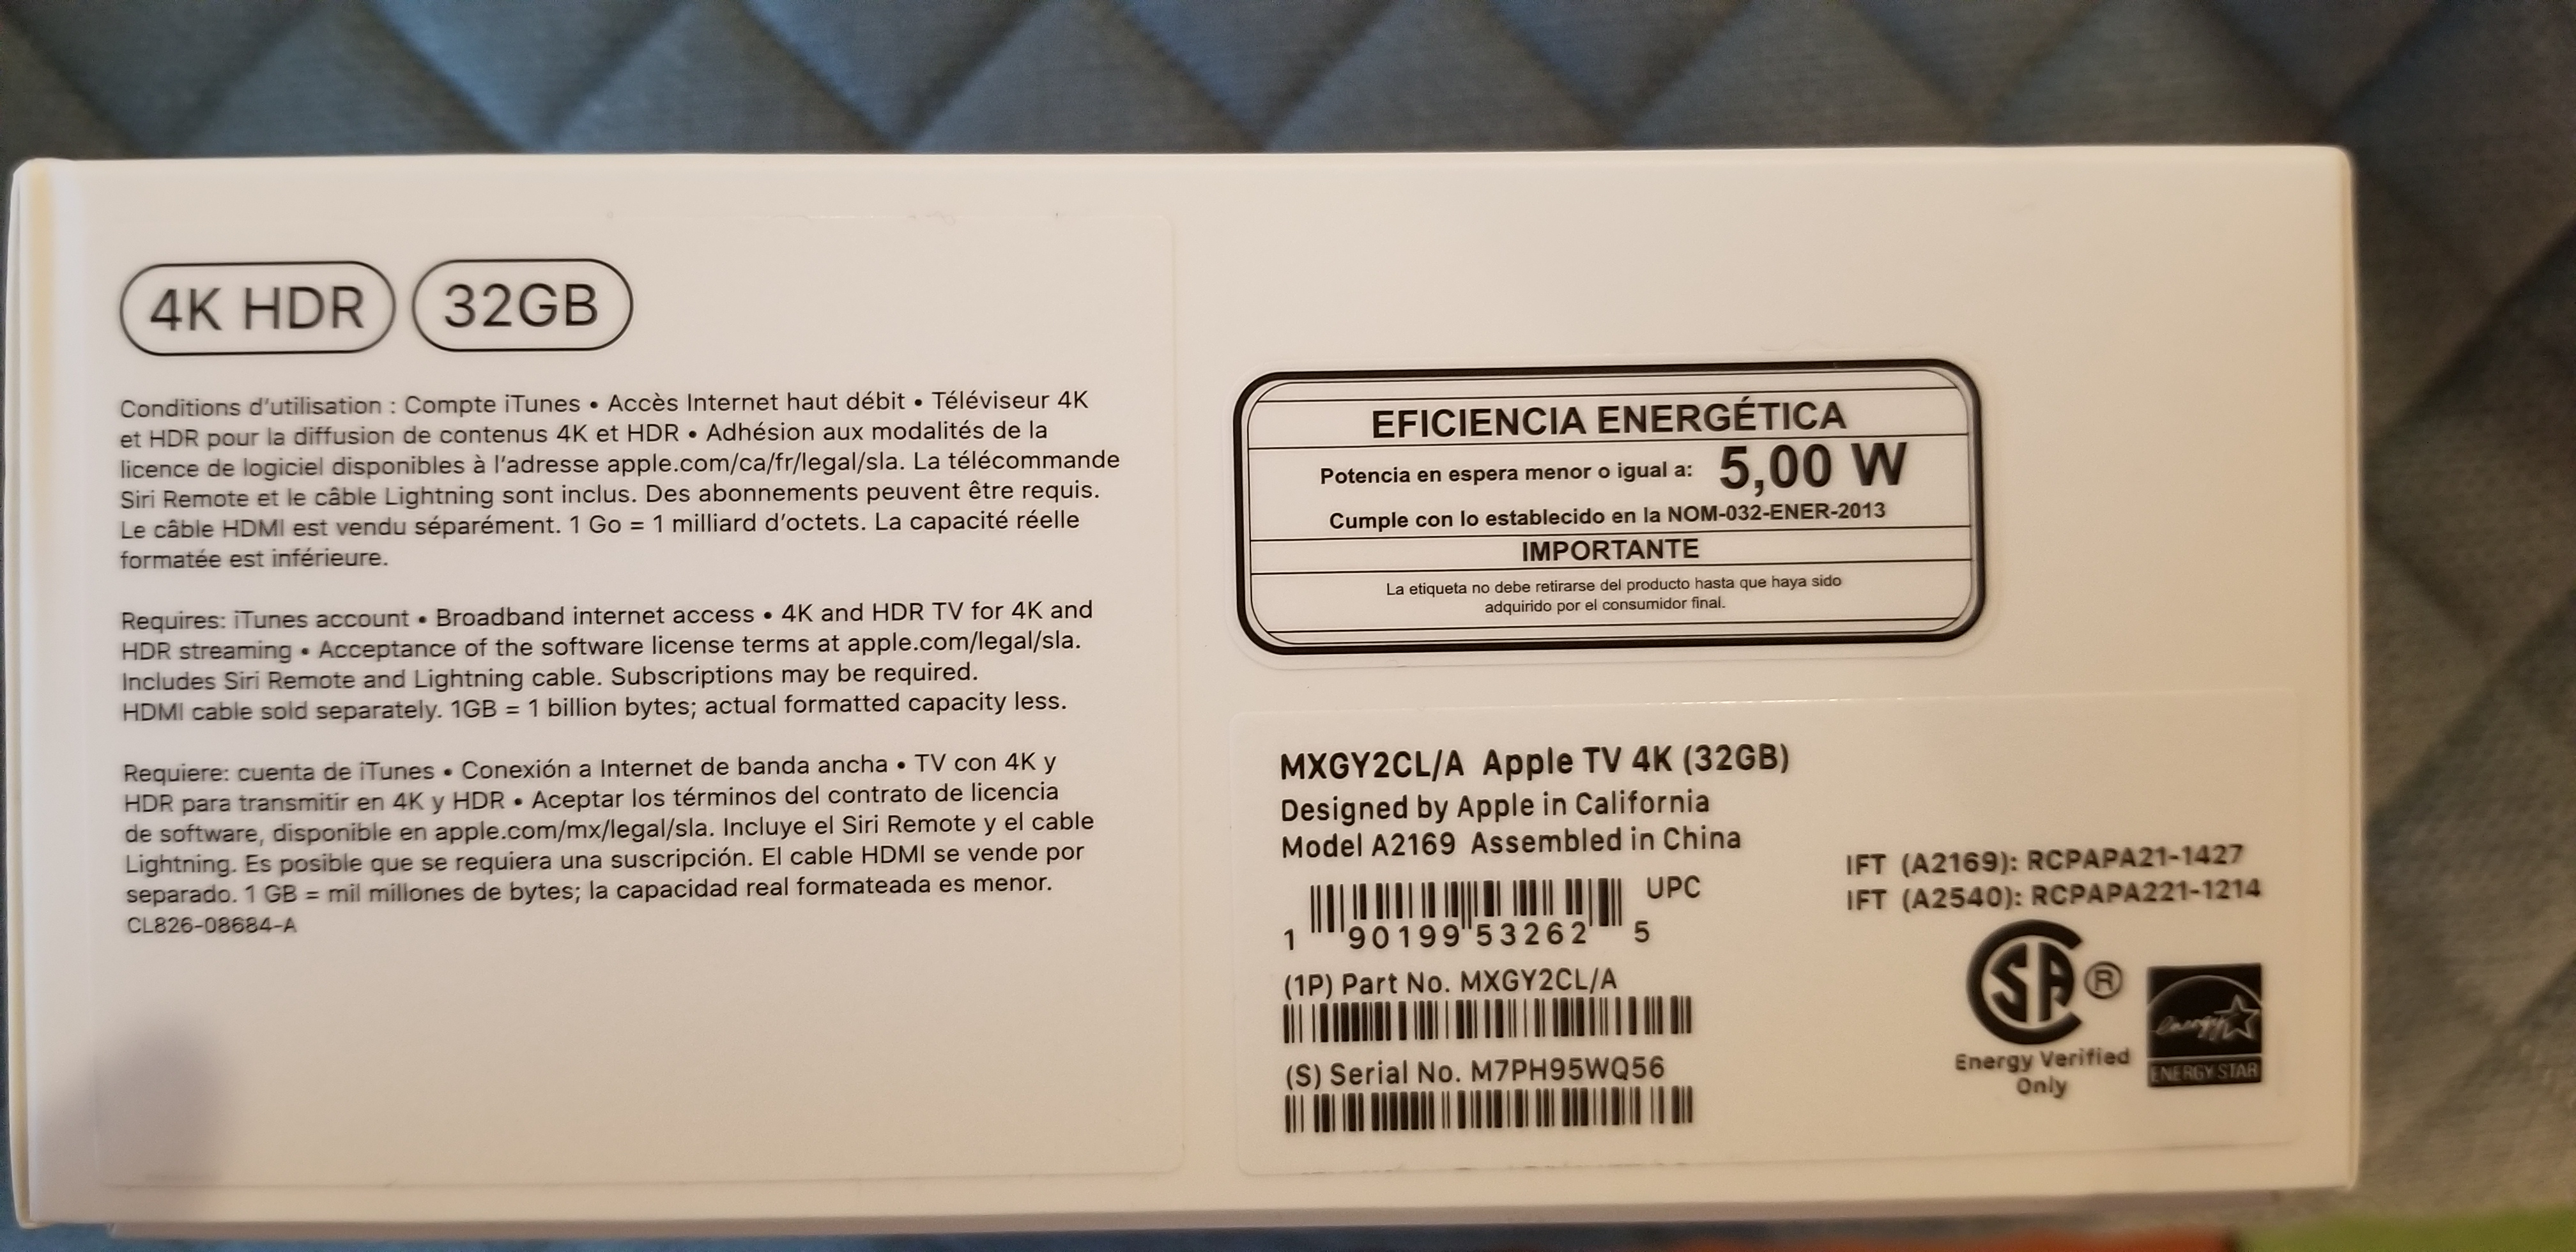 4K HDR 32GB
Conditions d'utilisation : Compte iTunes • Accès Internet haut débit • Téléviseur 4K
et HDR pour la diffusion de contenus 4K et HDR • Adhésion aux modalités de la
licence de logiciel disponibles à l'adresse apple.com/ca/fr/legal/sla. La télécommande
Siri Remote et le câble Lightning sont inclus. Des abonnements peuvent être requis.
Le câble HDMI est vendu séparément. 1 Go = 1 milliard d'octets. La capacité réelle
formatée est inférieure.
Requires: iTunes account • Broadband internet access • 4K and HDR TV for 4K and
HDR streaming • Acceptance of the software license terms at apple.com/legal/sla.
Includes Siri Remote and Lightning cable. Subscriptions may be required.
HDMI cable sold separately. 1GB = 1 billion bytes; actual formatted capacity less.
Requiere: cuenta de iTunes • Conexión a Internet de banda ancha • TV con 4K y
HDR para transmitir en 4K y HDR • Aceptar los términos del contrato de licencia
de software, disponible en apple.com/mx/legal/sla. Incluye el Siri Remote y el cable
Lightning. Es posible que se requiera una suscripción. El cable HDMI se vende por
separado. 1 GB = mil millones de bytes; la capacidad real formateada es menor.
CL826-08684-A
EFICIENCIA ENERGÉTICA
Potencia en espera menor o igual a: 5,00 W
Cumple con lo establecido en la NOM-032-ENER-2013
IMPORTANTE
La etiqueta no debe retirarse del producto hasta que haya sido
adquirido por el consumidor final.
MXGY2CL/A Apple TV 4K (32GB)
Designed by Apple in California
Model A2169 Assembled in China
UPC
1 90199 53262 5
(1P) Part No. MXGY2CL/A
(S) Serial No. M7PH95WQ56
IFT (A2169): RCPAPA21-1427
IFT (A2540): RCPAPA221-1214
CSA®
Energy Verified
Only
energy
ENERGY STAR